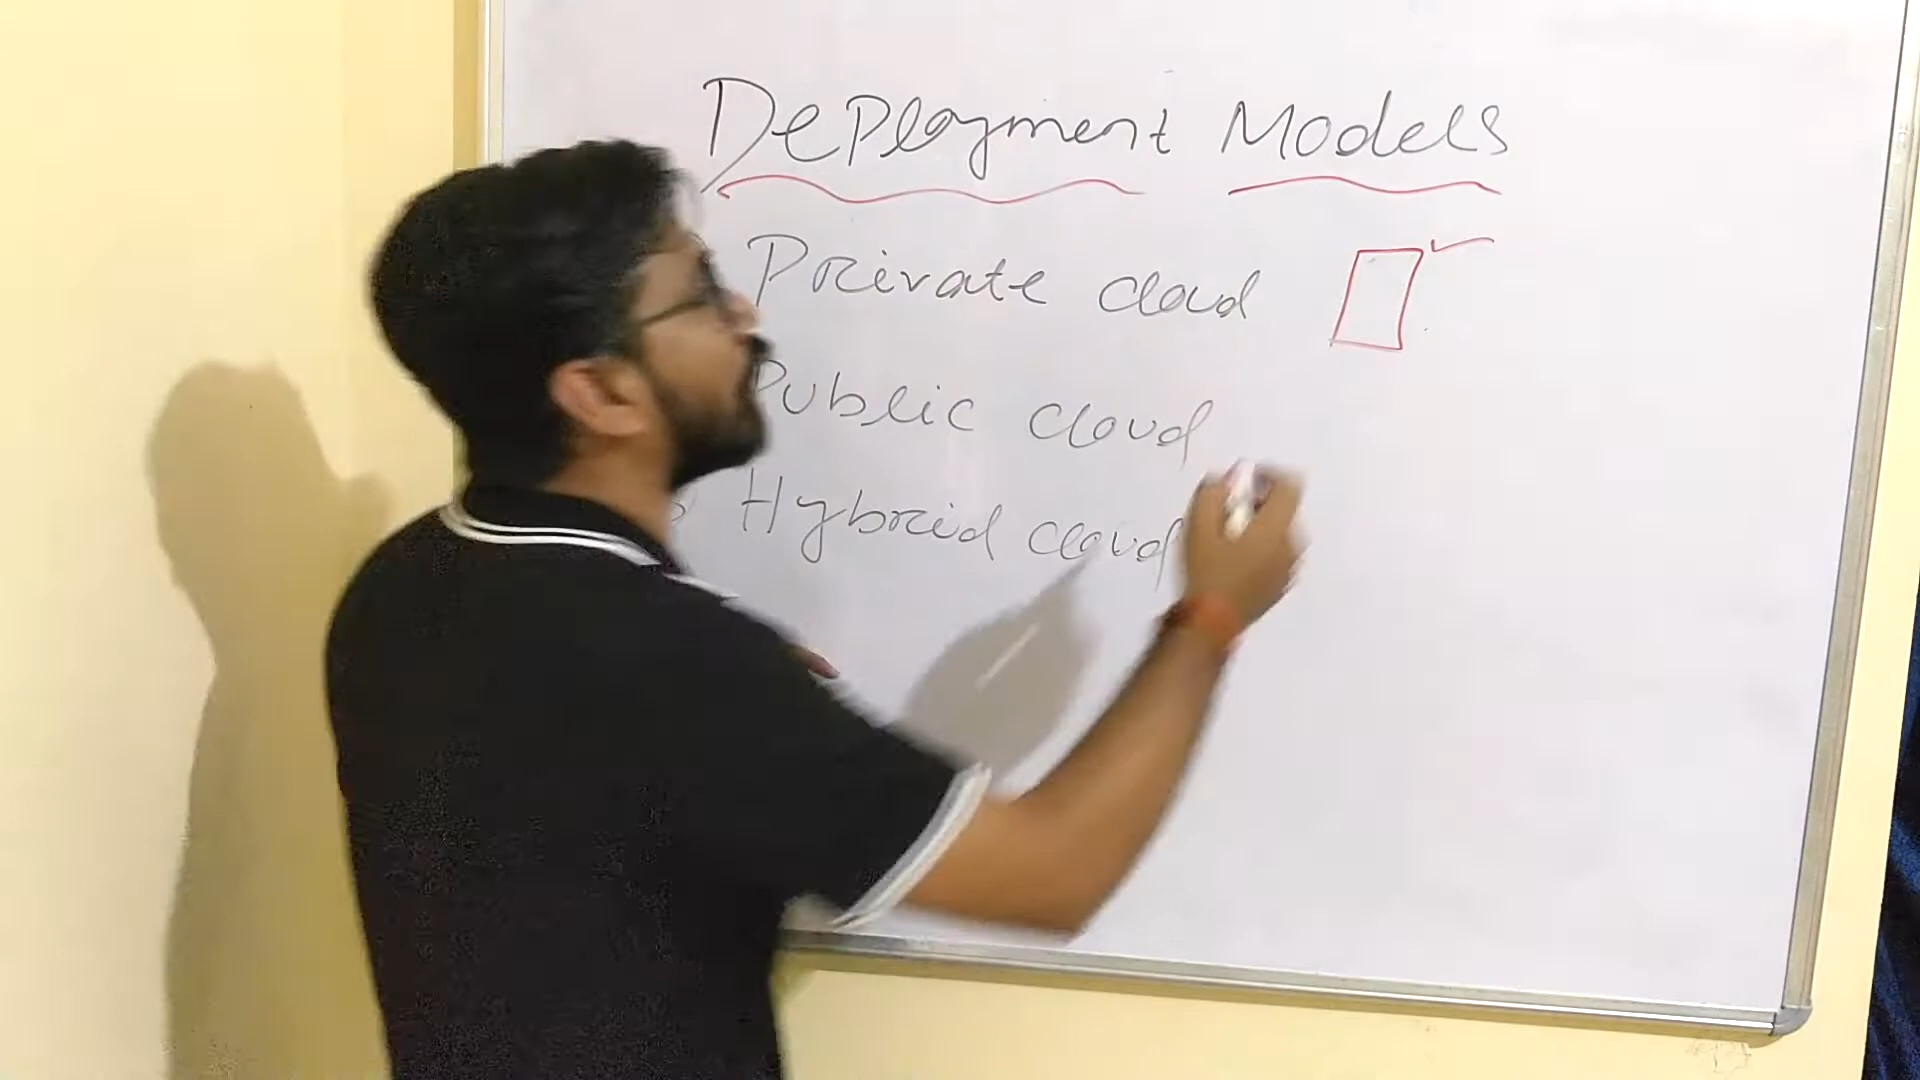 Deployment Models
Private cloud
Public cloud
Hybrid cloud